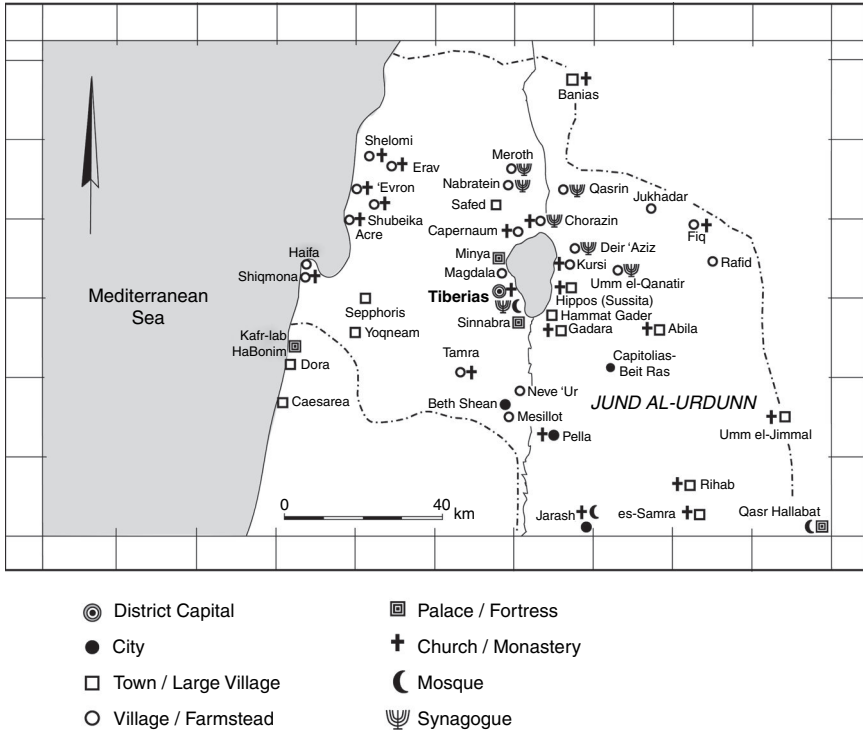 Banias
Shelomi
Erav
Meroth
'Evron
Nabratein
Qasrin
Safed
Jukhadar
Shubeika
Chorazin
Acre
Capernaum
Fiq
Haifa
Minya
Deir 'Aziz
Shiqmona
Magdala
Kursi
Rafid
Umm el-Qanatir
Mediterranean
Sea
Tiberias
Hippos (Sussita)
Sepphoris
Hammat Gader
Sinnabra
Gadara
Abila
Kafr-lab
HaBonim
Yoqneam
Dora
Tamra
Capitolias-
Beit Ras
Caesarea
Neve 'Ur
Beth Shean
JUND AL-URDUNN
Mesillot
Pella
Umm el-Jimmal
Rihab
0 40
km
Jarash
es-Samra
Qasr Hallabat
District Capital
City
Town / Large Village
Village / Farmstead
Palace / Fortress
Church / Monastery
Mosque
Synagogue